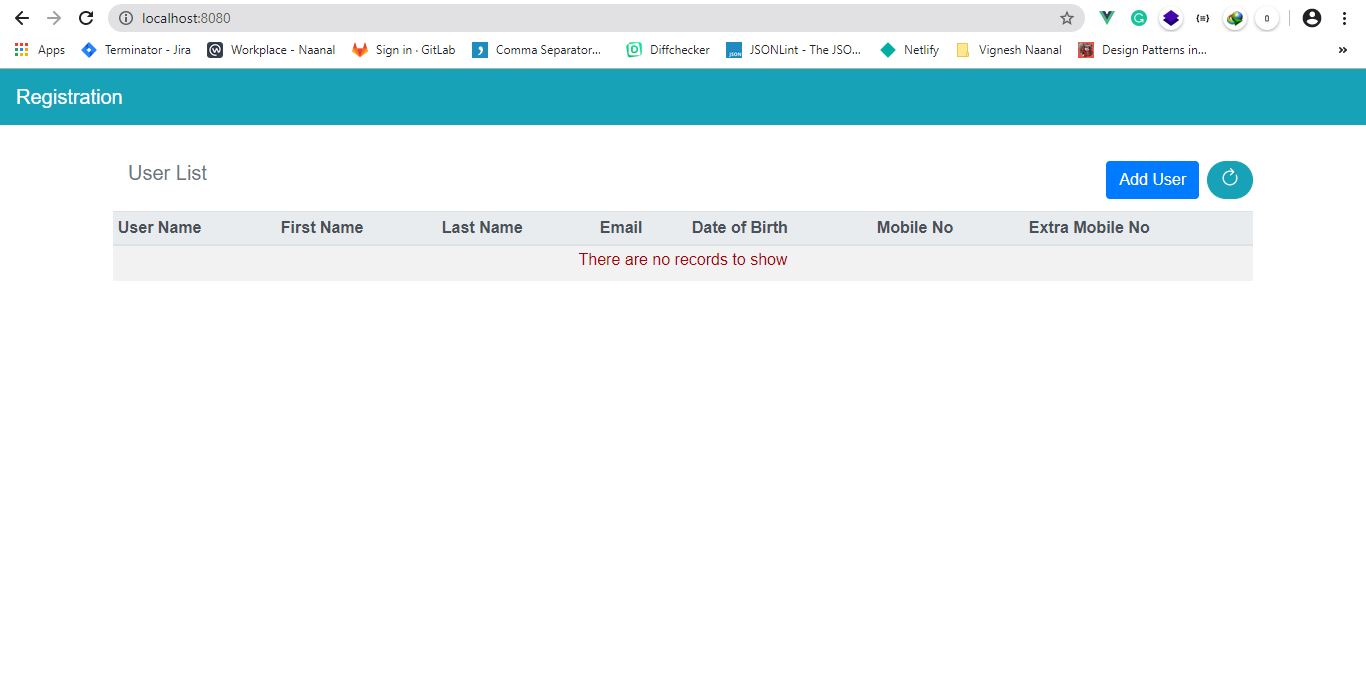 localhost:8080
Apps Terminator - Jira Workplace - Naanal Sign in · GitLab Comma Separator... Diffchecker JSONLint - The JSO... Netlify Vignesh Naanal Design Patterns in... »
Registration
User List
Add User
User Name First Name Last Name Email Date of Birth Mobile No Extra Mobile No
There are no records to show